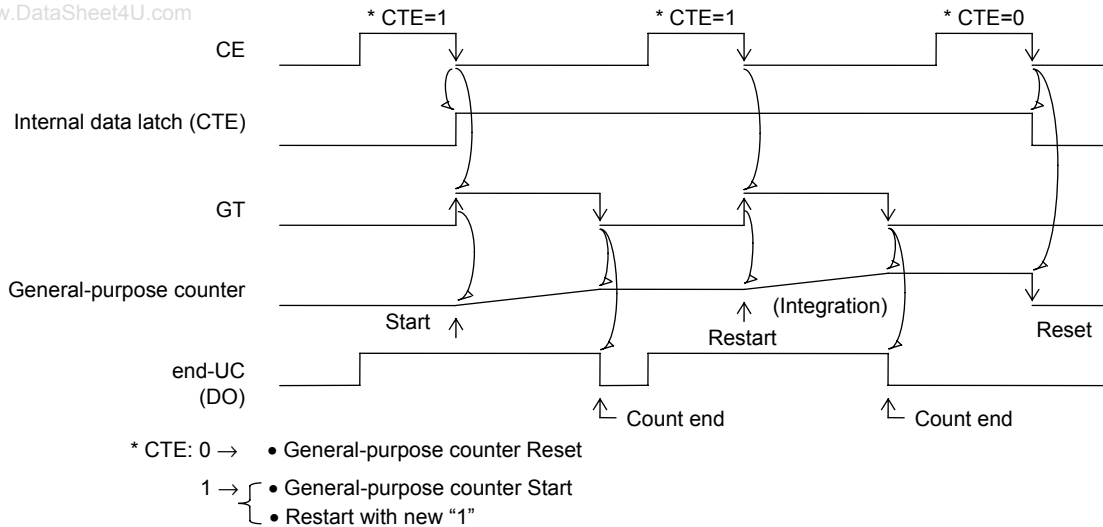 w.DataSheet4U.com
* CTE=1 * CTE=1 * CTE=0
CE
Internal data latch (CTE)
GT
General-purpose counter
Start
(Integration)
Restart
Reset
end-UC
(DO)
Count end Count end
* CTE: 0 → • General-purpose counter Reset
1 → • General-purpose counter Start
• Restart with new “1”